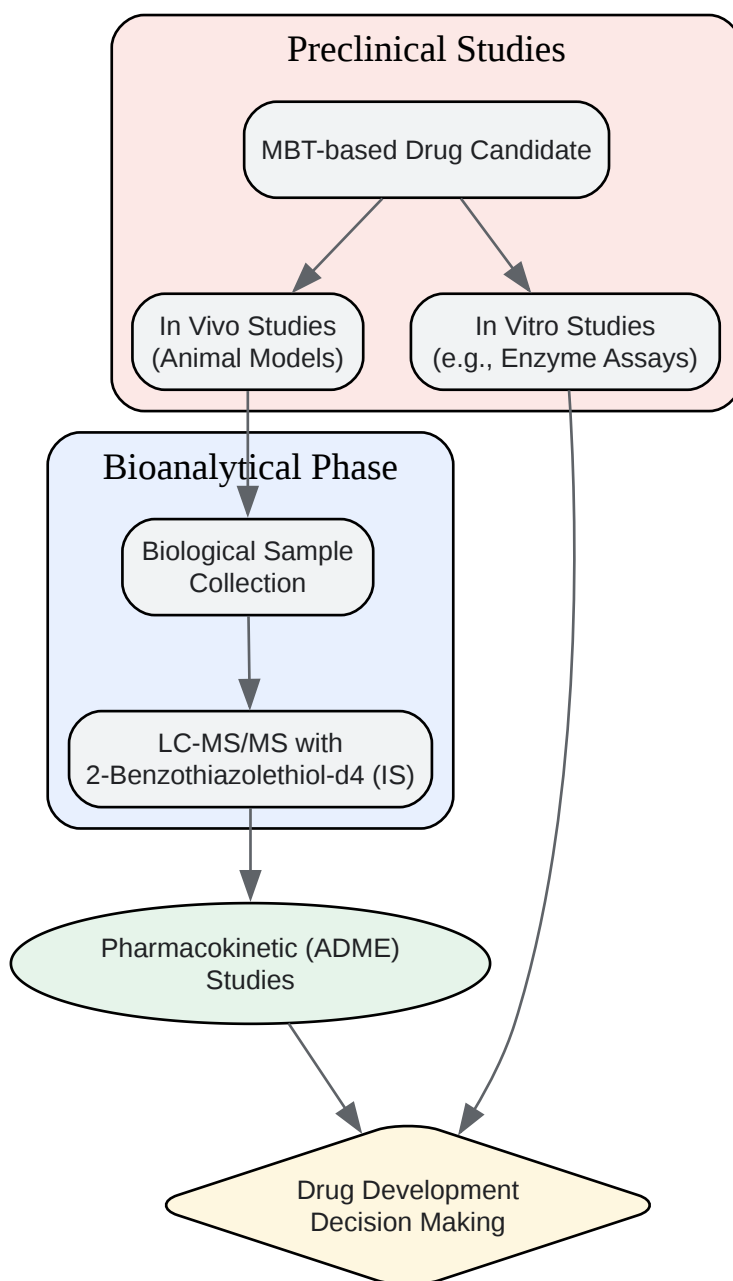 Preclinical Studies
MBT-based Drug Candidate
In Vivo Studies
(Animal Models)
In Vitro Studies
(e.g., Enzyme Assays)
Bioanalytical Phase
Biological Sample
Collection
LC-MS/MS with
2-Benzothiazolethiol-d4 (IS)
Pharmacokinetic (ADME)
Studies
Drug Development
Decision Making